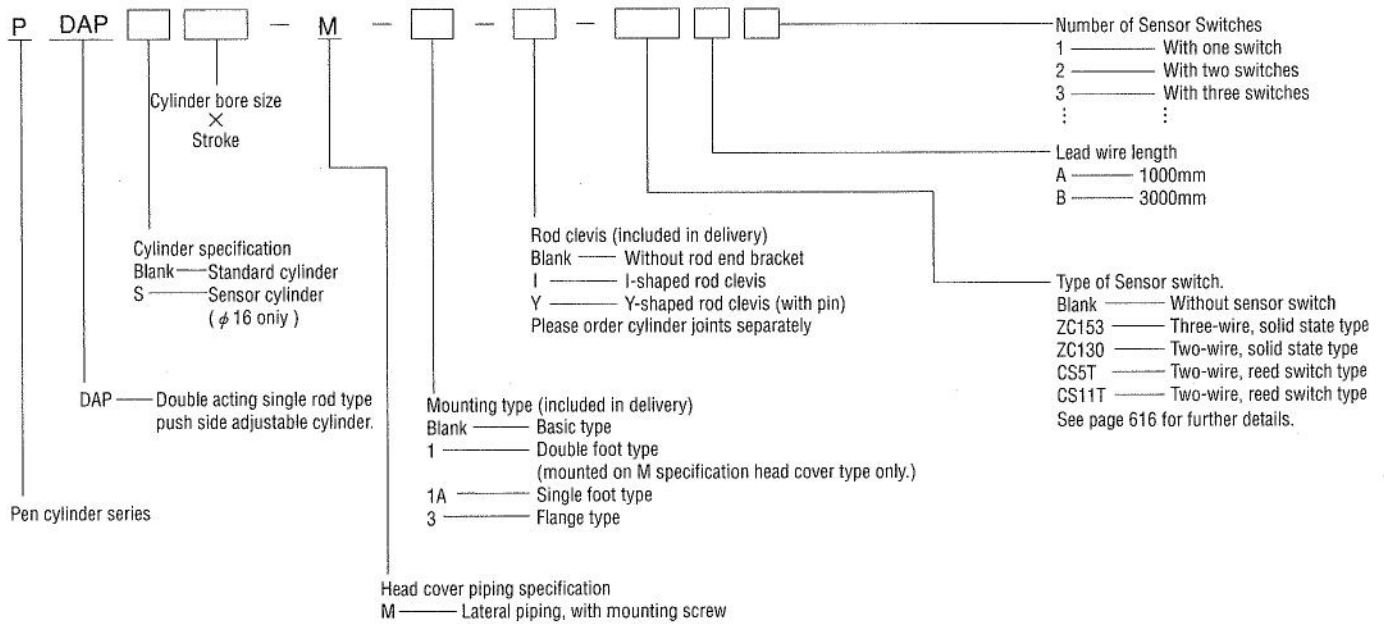 P DAP - M - - -
Number of Sensor Switches
1 With one switch
2 With two switches
3 With three switches
⋮ ⋮
Cylinder bore size
×
Stroke
Lead wire length
A 1000mm
B 3000mm
Cylinder specification
Blank Standard cylinder
S Sensor cylinder
(ϕ16 oniy)
Rod clevis (included in delivery)
Blank Without rod end bracket
I I-shaped rod clevis
Y Y-shaped rod clevis (with pin)
Please order cylinder joints separately
Type of Sensor switch.
Blank Without sensor switch
ZC153 Three-wire, solid state type
ZC130 Two-wire, solid state type
CS5T Two-wire, reed switch type
CS11T Two-wire, reed switch type
See page 616 for further details.
DAP Double acting single rod type
push side adjustable cylinder.
Mounting type (included in delivery)
Blank Basic type
1 Double foot type
(mounted on M specification head cover type only.)
1A Single foot type
3 Flange type
Pen cylinder series
Head cover piping specification
M Lateral piping, with mounting screw